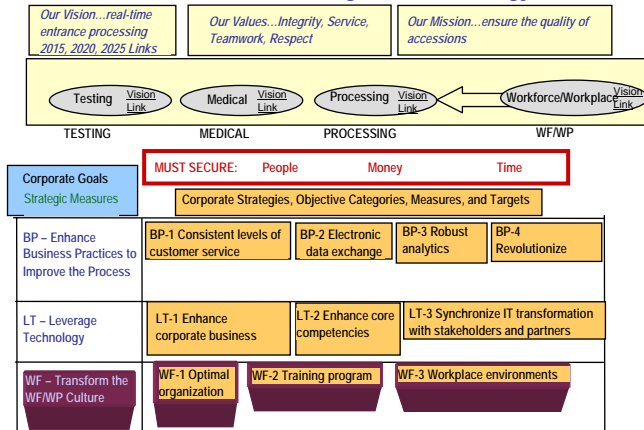 Our Vision...real-time
entrance processing
2015, 2020, 2025 Links
Our Values...Integrity, Service,
Teamwork, Respect
Our Mission...ensure the quality of
accessions
Testing Vision
Link
Medical Vision
Link
Processing Vision
Link
Workforce/Workplace Vision
Link
TESTING
MEDICAL
PROCESSING
WF/WP
Corporate Goals
Strategic Measures
MUST SECURE: People Money Time
Corporate Strategies, Objective Categories, Measures, and Targets
BP – Enhance
Business Practices to
Improve the Process
BP-1 Consistent levels of
customer service
BP-2 Electronic
data exchange
BP-3 Robust
analytics
BP-4
Revolutionize
LT – Leverage
Technology
LT-1 Enhance
corporate business
LT-2 Enhance core
competencies
LT-3 Synchronize IT transformation
with stakeholders and partners
WF – Transform the
WF/WP Culture
WF-1 Optimal
organization
WF-2 Training program
WF-3 Workplace environments